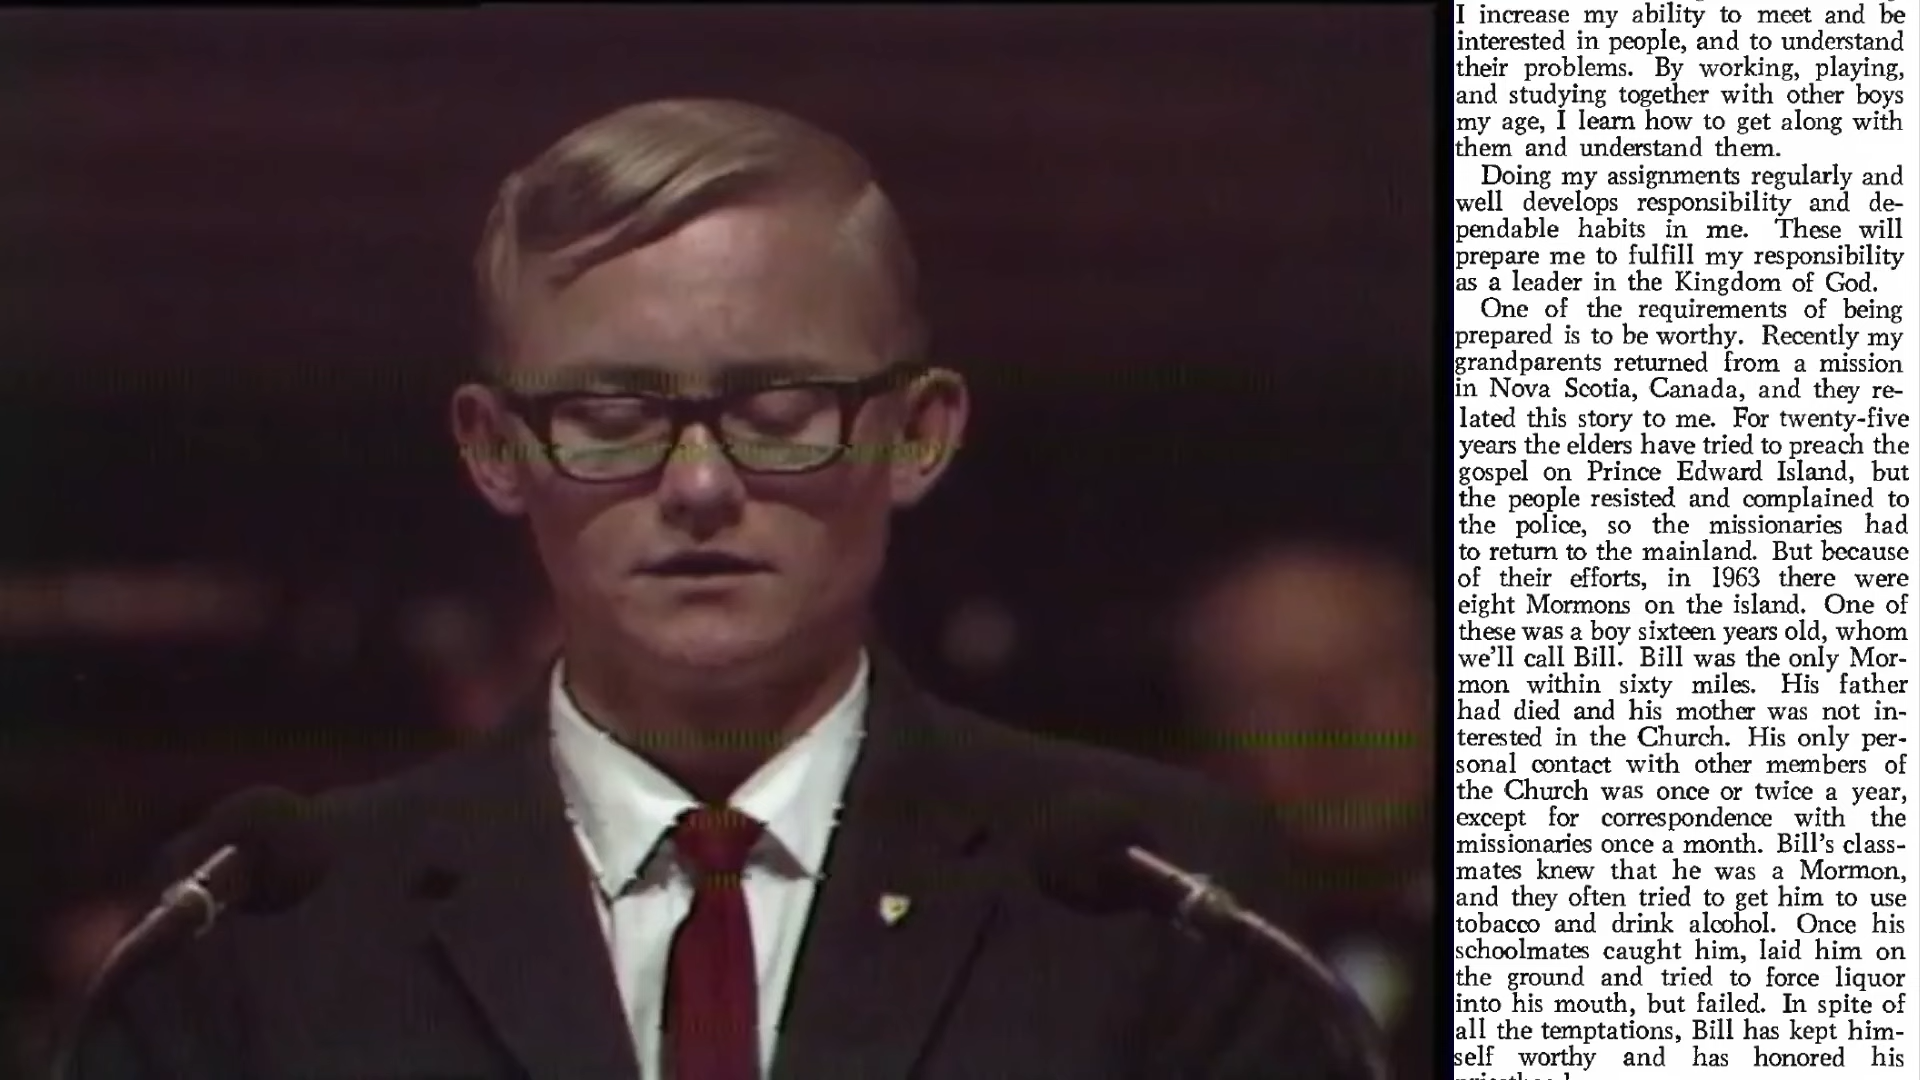 I increase my ability to meet and be
interested in people, and to understand
their problems. By working, playing,
and studying together with other boys
my age, I learn how to get along with
them and understand them.
Doing my assignments regularly and
well develops responsibility and de-
pendable habits in me. These will
prepare me to fulfill my responsibility
as a leader in the Kingdom of God.
One of the requirements of being
prepared is to be worthy. Recently my
grandparents returned from a mission
in Nova Scotia, Canada, and they re-
lated this story to me. For twenty-five
years the elders have tried to preach the
gospel on Prince Edward Island, but
the people resisted and complained to
the police, so the missionaries had
to return to the mainland. But because
of their efforts, in 1963 there were
eight Mormons on the island. One of
these was a boy sixteen years old, whom
we'll call Bill. Bill was the only Mor-
mon within sixty miles. His father
had died and his mother was not in-
terested in the Church. His only per-
sonal contact with other members of
the Church was once or twice a year,
except for correspondence with the
missionaries once a month. Bill's class-
mates knew that he was a Mormon,
and they often tried to get him to use
tobacco and drink alcohol. Once his
schoolmates caught him, laid him on
the ground and tried to force liquor
into his mouth, but failed. In spite of
all the temptations, Bill has kept him-
self worthy and has honored his